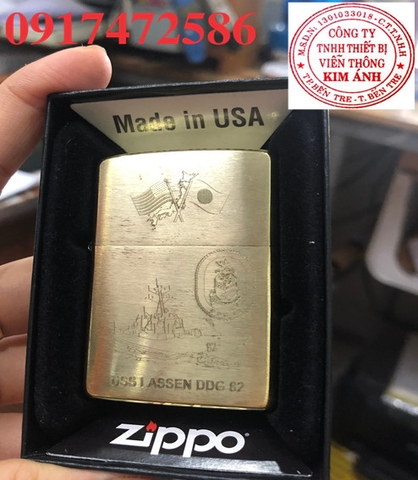 0917472586
M.S.D.N: 1301033018 - C.T.T.N.H.H
CÔNG TY
TNHH THIẾT BỊ
VIỄN THÔNG
KIM ÁNH
TP.BẾN TRE - T. BẾN TRE
Made in USA
82
USS LASSEN DDG 82
zippo